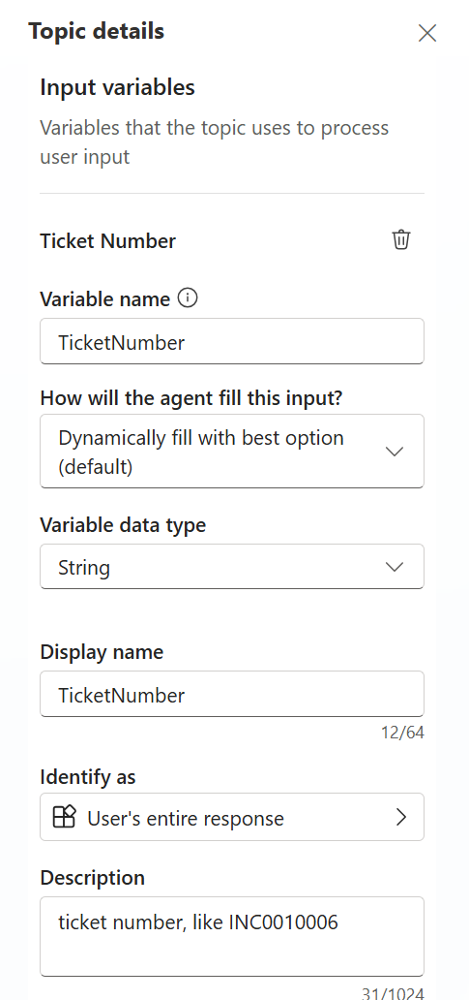 Topic details
Input variables
Variables that the topic uses to process
user input
Ticket Number
Variable name
TicketNumber
How will the agent fill this input?
Dynamically fill with best option
(default)
Variable data type
String
Display name
TicketNumber
12/64
Identify as
User's entire response
Description
ticket number, like INC0010006
31/1024